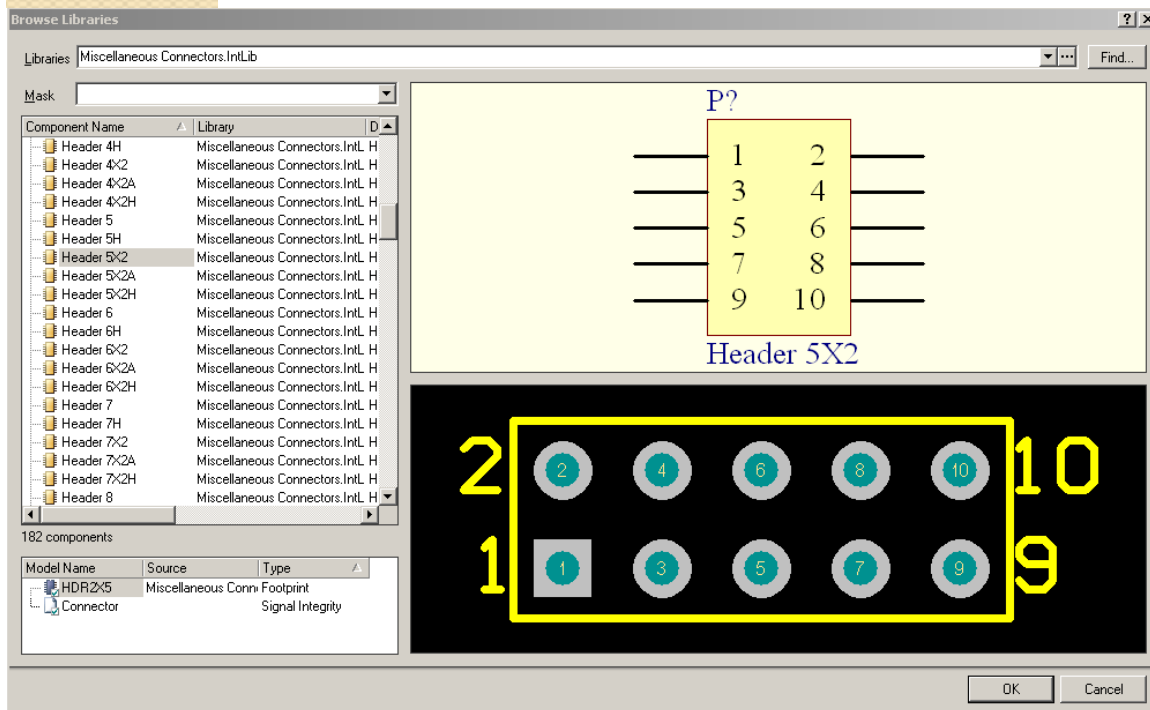 Browse Libraries
Libraries Miscellaneous Connectors.IntLib Find...
Mask
Component Name Library D
Header 4H Miscellaneous Connectors.IntL H
Header 4X2 Miscellaneous Connectors.IntL H
Header 4X2A Miscellaneous Connectors.IntL H
Header 4X2H Miscellaneous Connectors.IntL H
Header 5 Miscellaneous Connectors.IntL H
Header 5H Miscellaneous Connectors.IntL H
Header 5X2 Miscellaneous Connectors.IntL H
Header 5X2A Miscellaneous Connectors.IntL H
Header 5X2H Miscellaneous Connectors.IntL H
Header 6 Miscellaneous Connectors.IntL H
Header 6H Miscellaneous Connectors.IntL H
Header 6X2 Miscellaneous Connectors.IntL H
Header 6X2A Miscellaneous Connectors.IntL H
Header 6X2H Miscellaneous Connectors.IntL H
Header 7 Miscellaneous Connectors.IntL H
Header 7H Miscellaneous Connectors.IntL H
Header 7X2 Miscellaneous Connectors.IntL H
Header 7X2A Miscellaneous Connectors.IntL H
Header 7X2H Miscellaneous Connectors.IntL H
Header 8 Miscellaneous Connectors.IntL H
182 components
Model Name Source Type
HDR2X5 Miscellaneous Conn Footprint
Connector Signal Integrity
P?
1 2
3 4
5 6
7 8
9 10
Header 5X2
2 2 4 6 8 10 10
1 1 3 5 7 9 9
OK Cancel